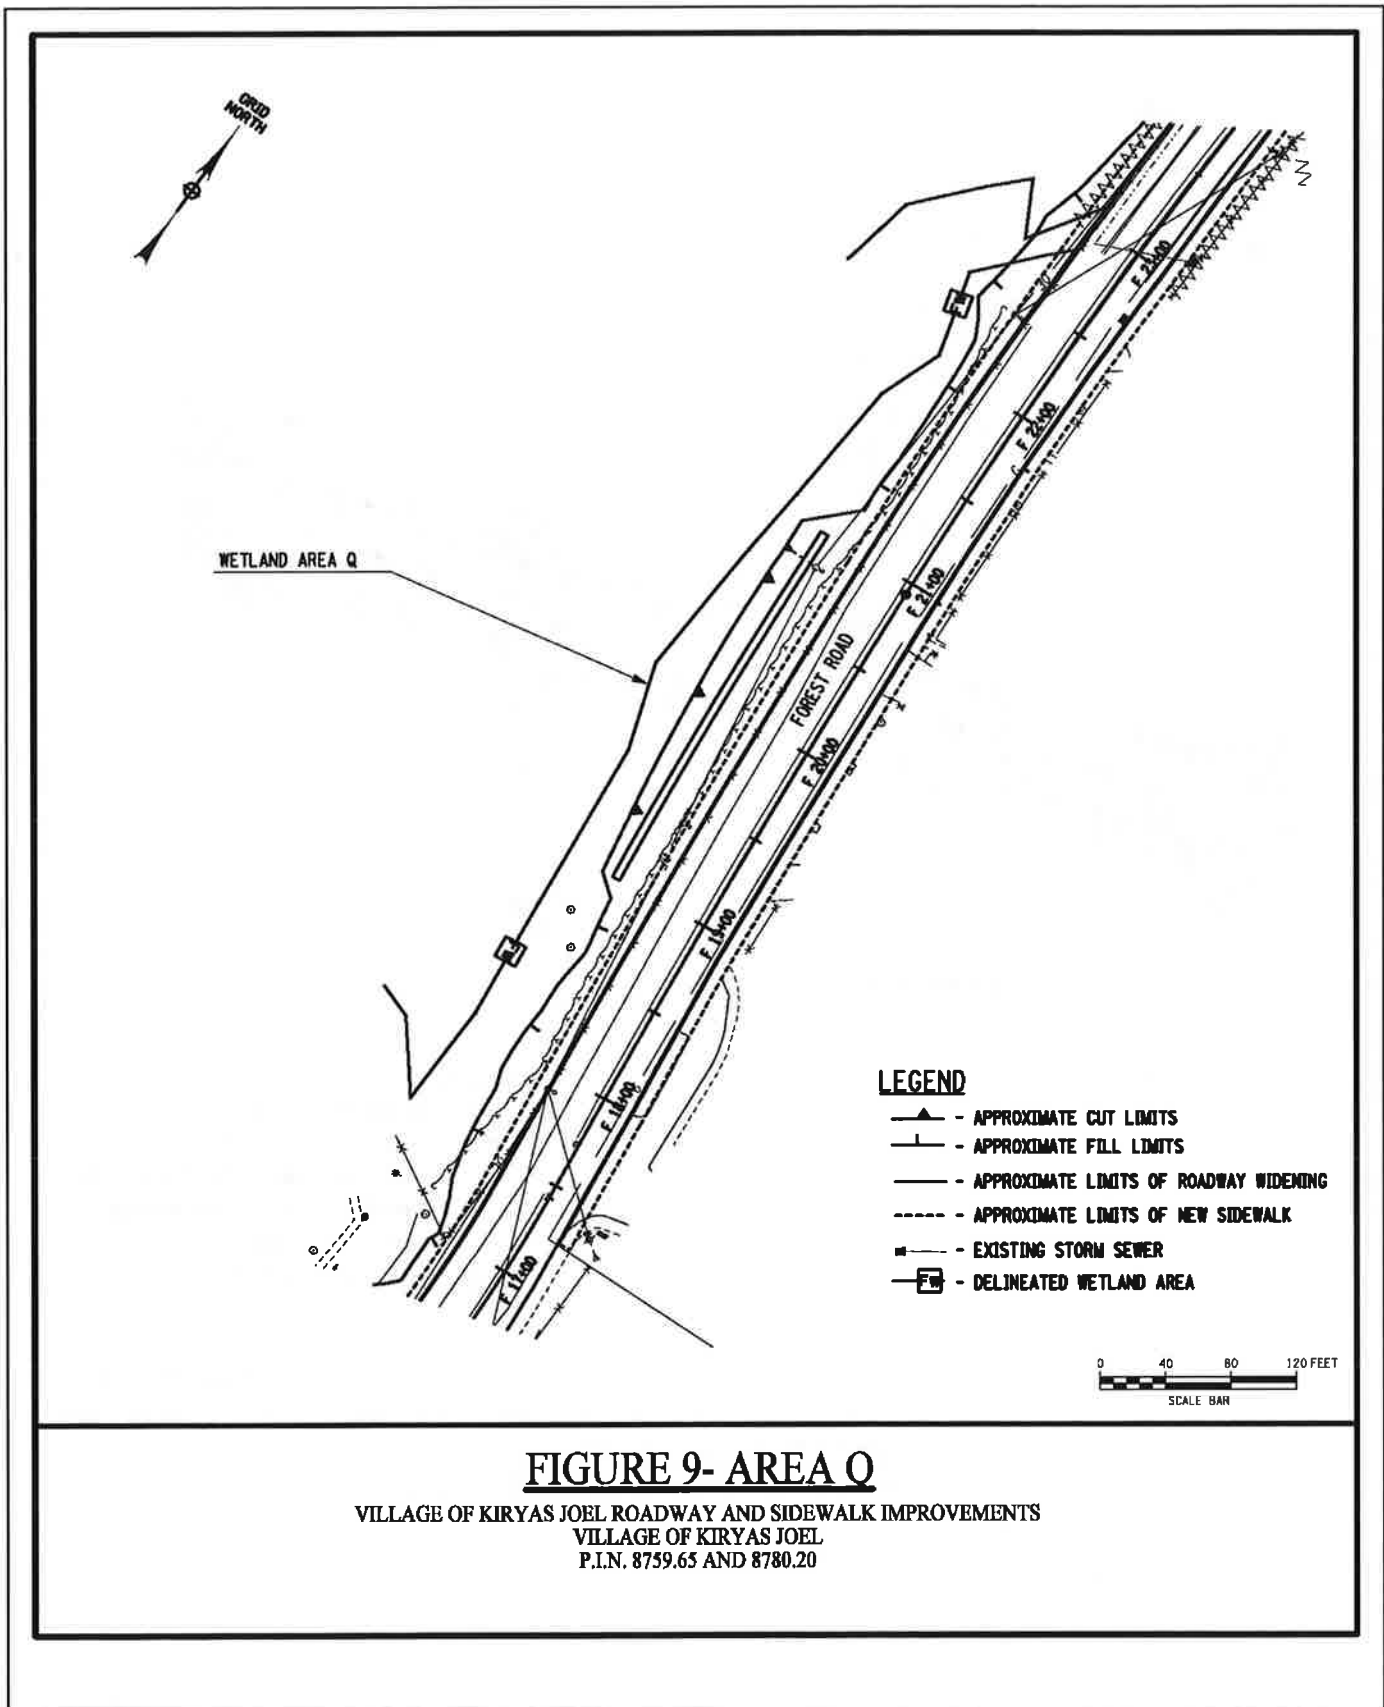 GRID
NORTH
F 23+00
FW
F 22+00
WETLAND AREA Q
F 21+00
FOREST ROAD
F 20+00
F 19+00
F 18+00
F 17+00
LEGEND
- APPROXIMATE CUT LIMITS
- APPROXIMATE FILL LIMITS
- APPROXIMATE LIMITS OF ROADWAY WIDENING
- APPROXIMATE LIMITS OF NEW SIDEWALK
- EXISTING STORM SEWER
FW - DELINEATED WETLAND AREA
0 40 80 120 FEET
SCALE BAR
FIGURE 9- AREA Q
VILLAGE OF KIRYAS JOEL ROADWAY AND SIDEWALK IMPROVEMENTS
VILLAGE OF KIRYAS JOEL
P.I.N. 8759.65 AND 8780.20